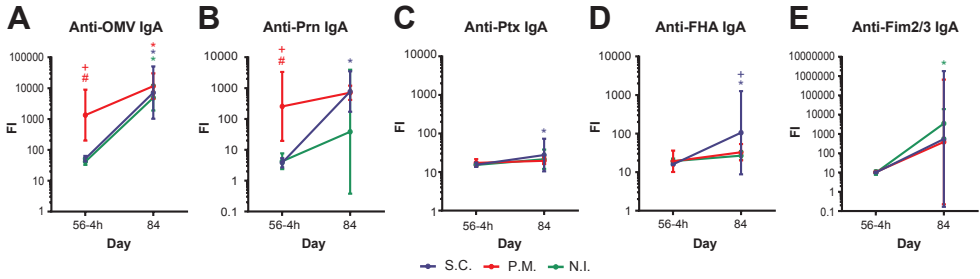 A
Anti-OMV IgA
100000
10000
1000
100
10
1
FI
+
#
*
*
*
56-4h
84
Day
B
Anti-Prn IgA
10000
1000
100
10
1
0.1
FI
+
#
*
56-4h
84
Day
C
Anti-Ptx IgA
10000
1000
100
10
1
FI
*
56-4h
84
Day
D
Anti-FHA IgA
10000
1000
100
10
1
FI
+
*
56-4h
84
Day
E
Anti-Fim2/3 IgA
10000000
1000000
100000
10000
1000
100
10
1
0.1
FI
*
56-4h
84
Day
S.C. P.M. N.I.